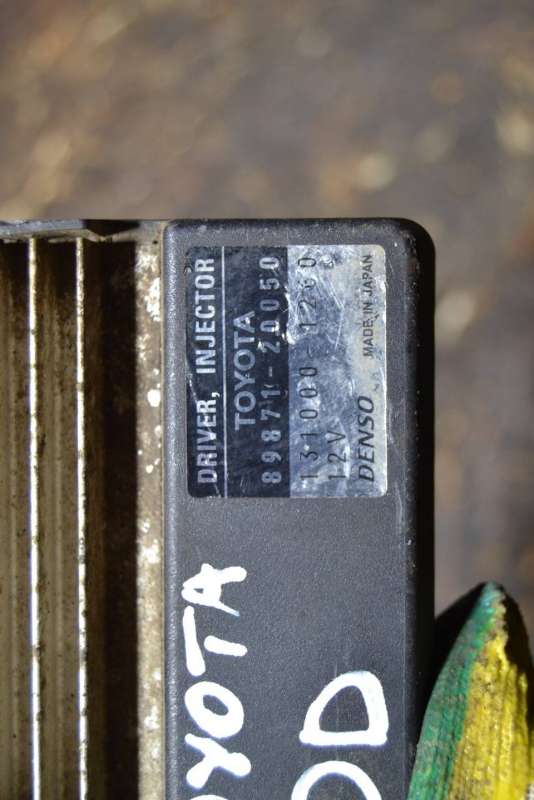 DRIVER, INJECTOR
TOYOTA
89871-20050
131000-1260
12V
DENSO MADE IN JAPAN
TOYOTA